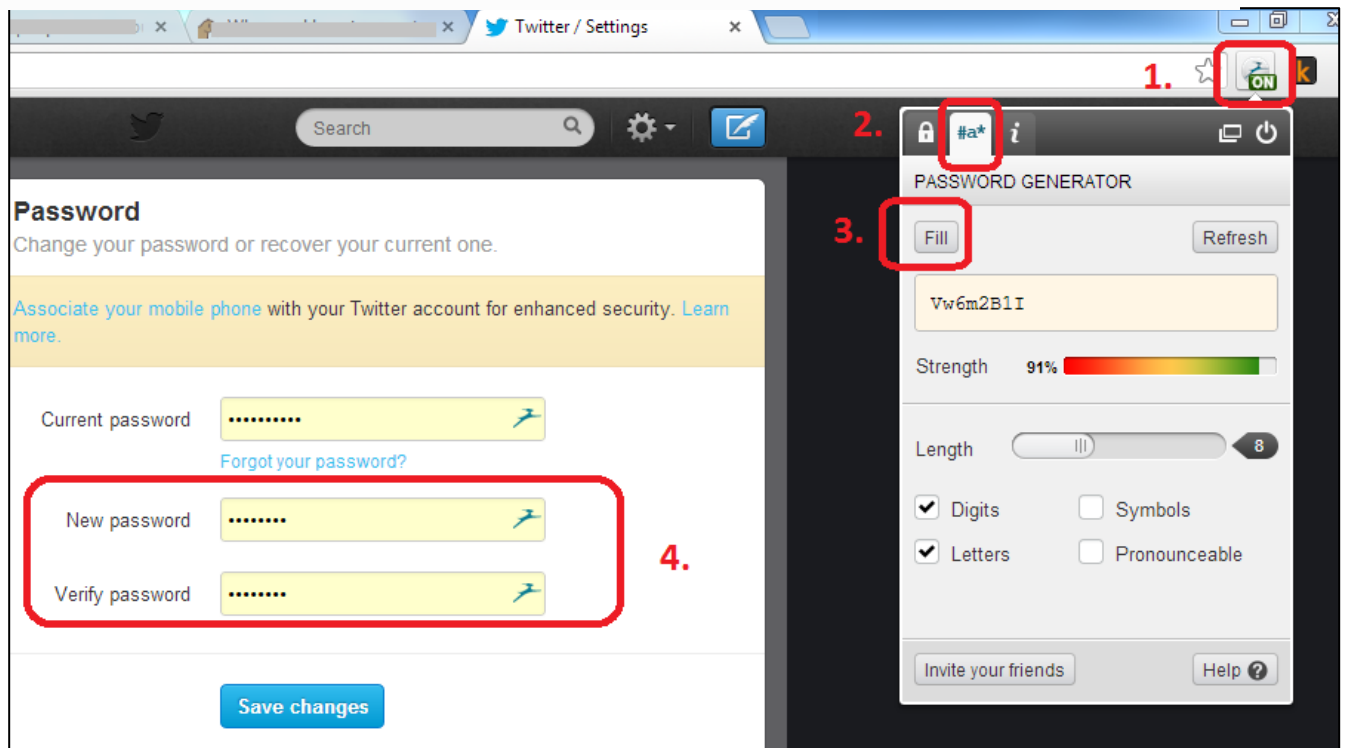 Twitter / Settings
1.
ON
k
Search
2.
#a*
i
PASSWORD GENERATOR
Password
Change your password or recover your current one.
3.
Fill
Refresh
Associate your mobile phone with your Twitter account for enhanced security. Learn
more.
Vw6m2BlI
Strength 91%
Current password
Forgot your password?
Length 8
New password
Digits Symbols
4.
Letters Pronounceable
Verify password
Invite your friends
Help ?
Save changes